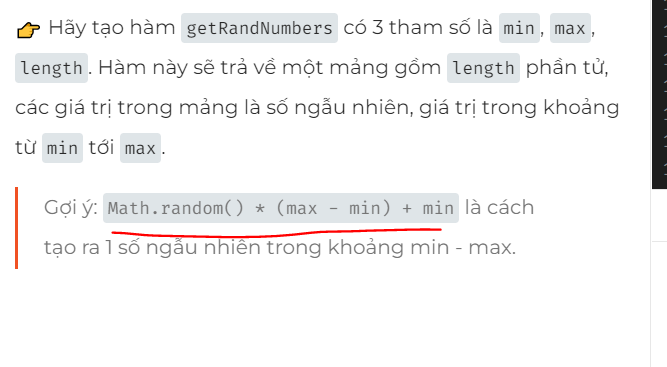 👉 Hãy tạo hàm getRandNumbers có 3 tham số là min, max,
length. Hàm này sẽ trả về một mảng gồm length phần tử,
các giá trị trong mảng là số ngẫu nhiên, giá trị trong khoảng
từ min tới max.
Gợi ý: Math.random() * (max - min) + min là cách
tạo ra 1 số ngẫu nhiên trong khoảng min - max.